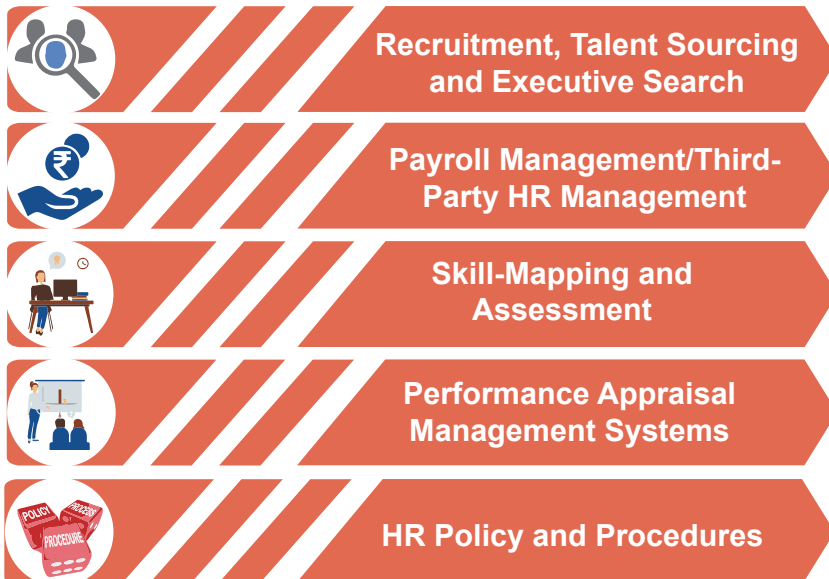 Recruitment, Talent Sourcing
and Executive Search
₹
Payroll Management/Third-
Party HR Management
Skill-Mapping and
Assessment
Performance Appraisal
Management Systems
POLICY
PROCESS
PROCEDURE
HR Policy and Procedures